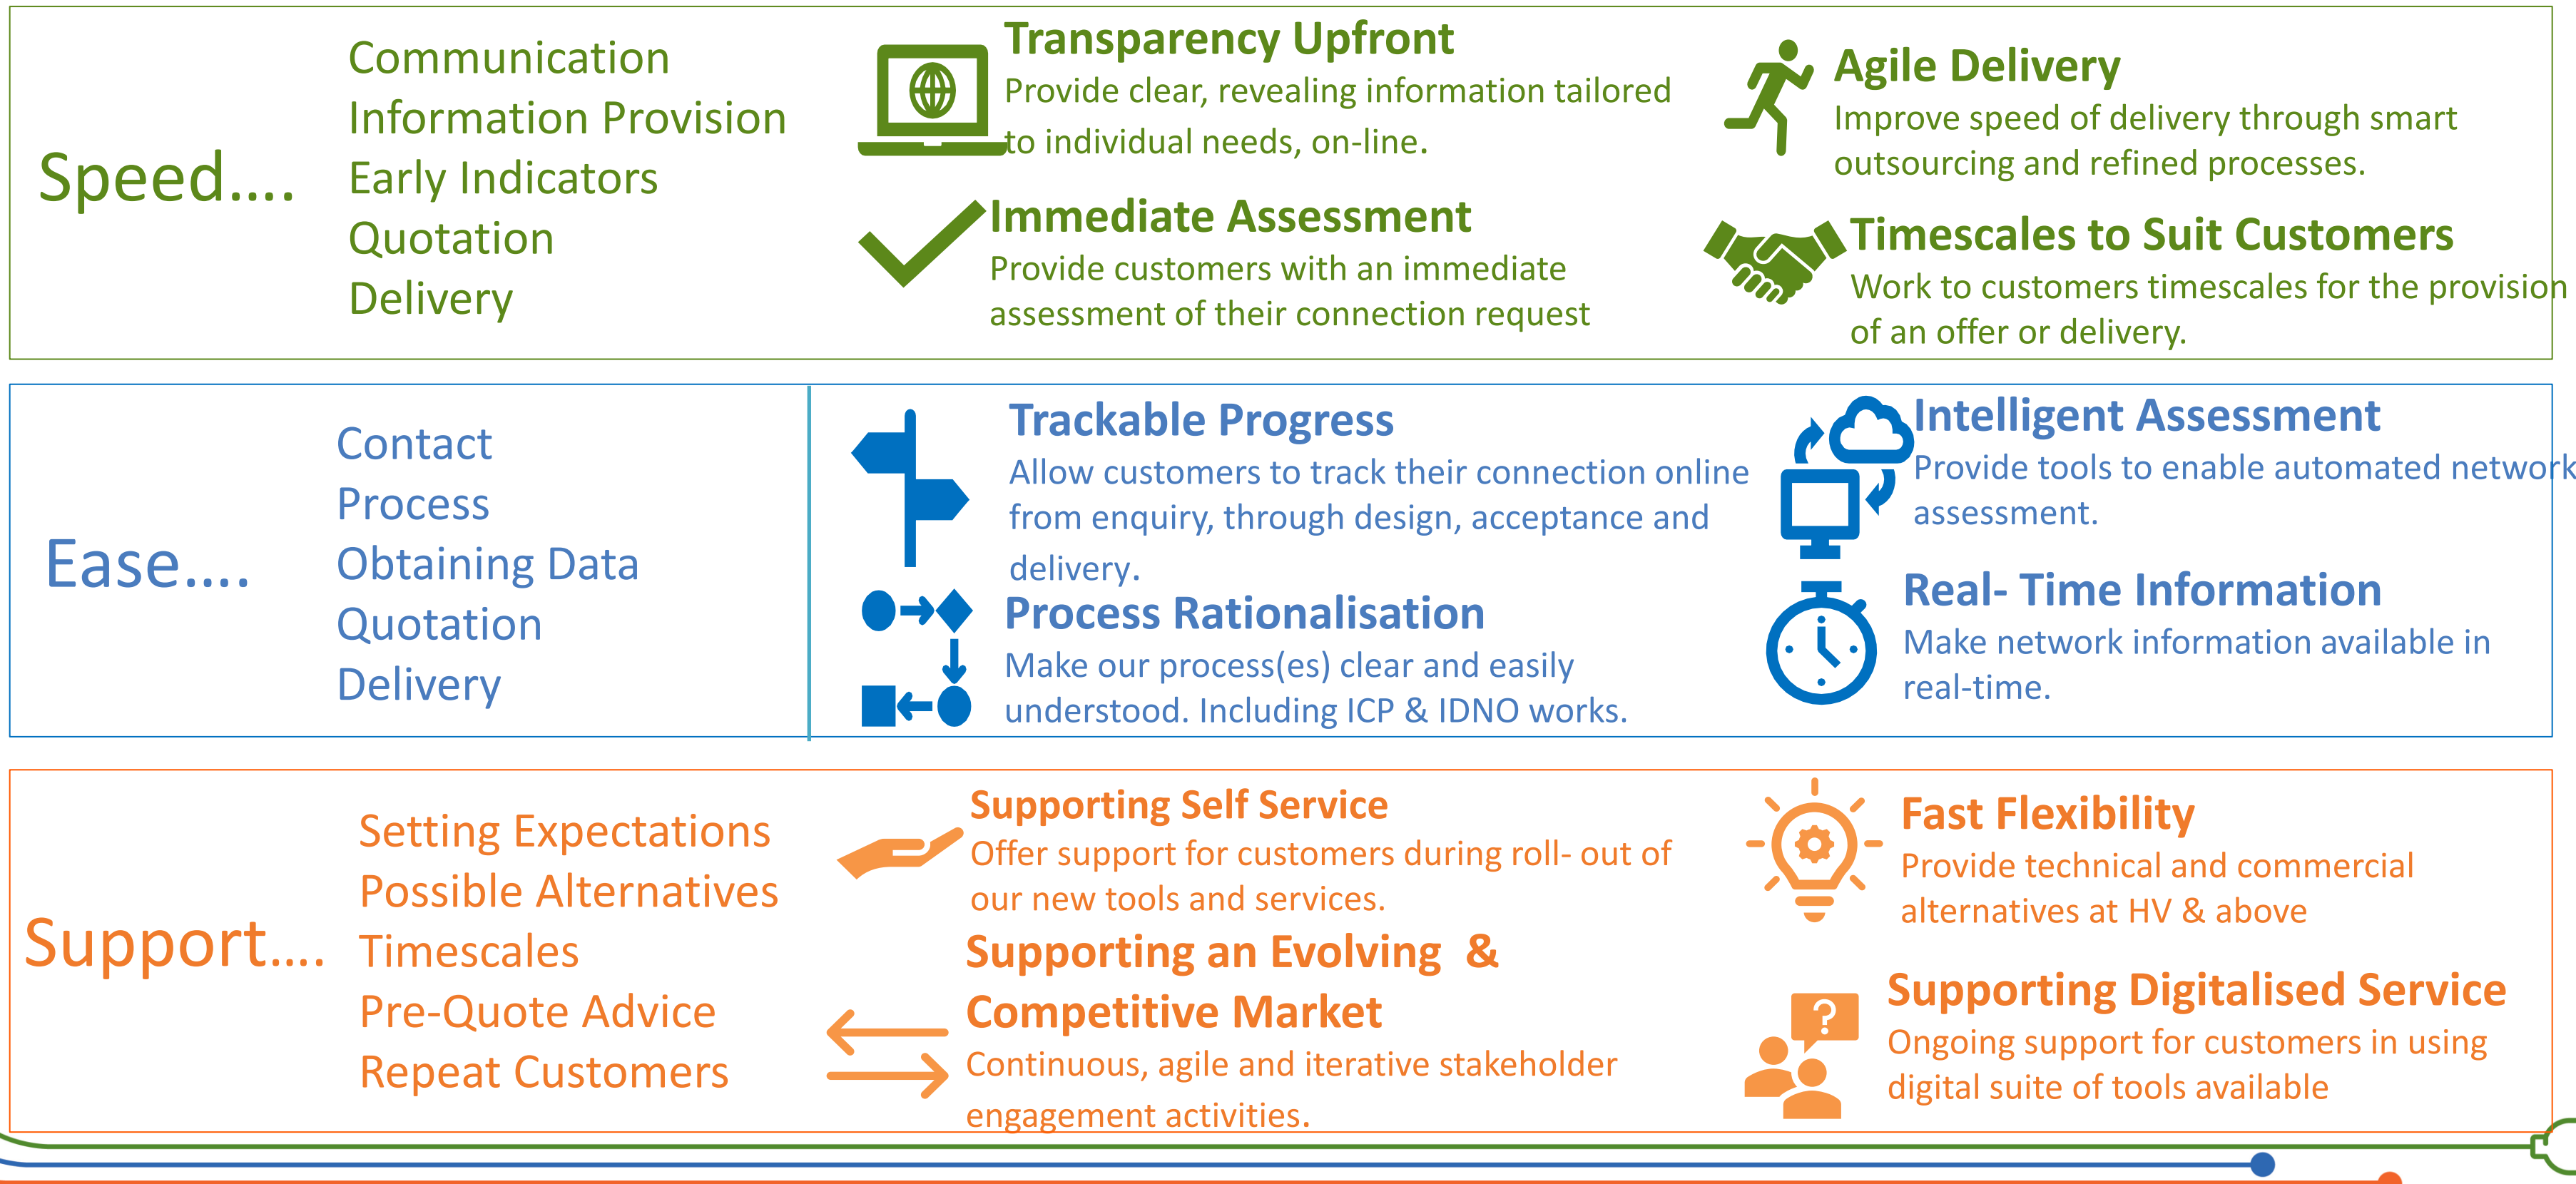 Speed....
Communication
Information Provision
Early Indicators
Quotation
Delivery
Transparency Upfront
Provide clear, revealing information tailored
to individual needs, on-line.
Immediate Assessment
Provide customers with an immediate
assessment of their connection request
Agile Delivery
Improve speed of delivery through smart
outsourcing and refined processes.
Timescales to Suit Customers
Work to customers timescales for the provision
of an offer or delivery.
Ease....
Contact
Process
Obtaining Data
Quotation
Delivery
Trackable Progress
Allow customers to track their connection online
from enquiry, through design, acceptance and
delivery.
Process Rationalisation
Make our process(es) clear and easily
understood. Including ICP & IDNO works.
Intelligent Assessment
Provide tools to enable automated network
assessment.
Real- Time Information
Make network information available in
real-time.
Support....
Setting Expectations
Possible Alternatives
Timescales
Pre-Quote Advice
Repeat Customers
Supporting Self Service
Offer support for customers during roll- out of
our new tools and services.
Supporting an Evolving &
Competitive Market
Continuous, agile and iterative stakeholder
engagement activities.
Fast Flexibility
Provide technical and commercial
alternatives at HV & above
?
Supporting Digitalised Service
Ongoing support for customers in using
digital suite of tools available